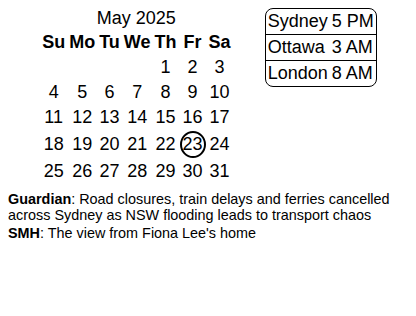 May 2025
Su Mo Tu We Th Fr Sa
1 2 3
4 5 6 7 8 9 10
11 12 13 14 15 16 17
18 19 20 21 22 23 24
25 26 27 28 29 30 31
Sydney 5 PM
Ottawa 3 AM
London 8 AM
Guardian: Road closures, train delays and ferries cancelled
across Sydney as NSW flooding leads to transport chaos
SMH: The view from Fiona Lee's home